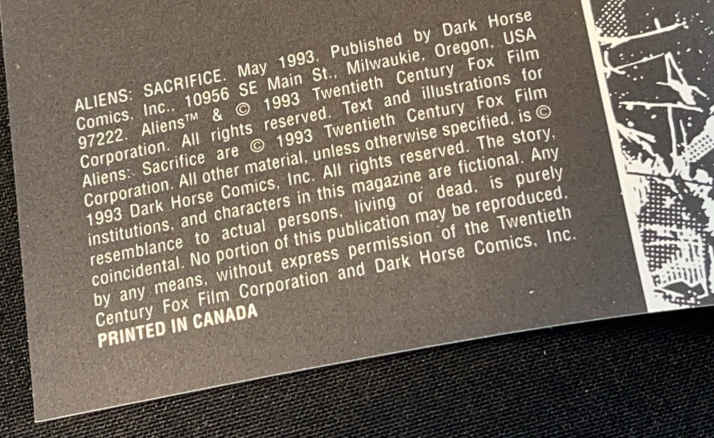 ALIENS: SACRIFICE. May 1993. Published by Dark Horse
Comics, Inc., 10956 SE Main St., Milwaukie, Oregon, USA
97222. Aliens™ & © 1993 Twentieth Century Fox Film
Corporation. All rights reserved. Text and illustrations for
Aliens: Sacrifice are © 1993 Twentieth Century Fox Film
Corporation. All other material, unless otherwise specified, is ©
1993 Dark Horse Comics, Inc. All rights reserved. The story,
institutions, and characters in this magazine are fictional. Any
resemblance to actual persons, living or dead, is purely
coincidental. No portion of this publication may be reproduced,
by any means, without express permission of the Twentieth
Century Fox Film Corporation and Dark Horse Comics, Inc.
PRINTED IN CANADA